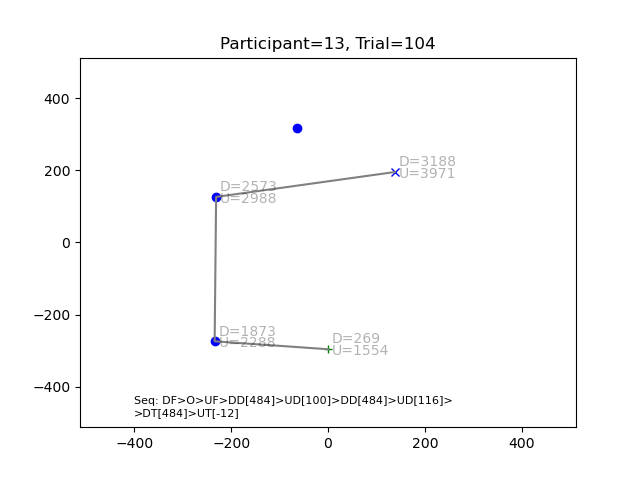 Participant=13, Trial=104
400
200
0
−200
−400
D=3188
U=3971
D=2573
U=2988
D=1873
U=2288
D=269
U=1554
Seq: DF>O>UF>DD[484]>UD[100]>DD[484]>UD[116]>
>DT[484]>UT[-12]
−400 −200 0 200 400